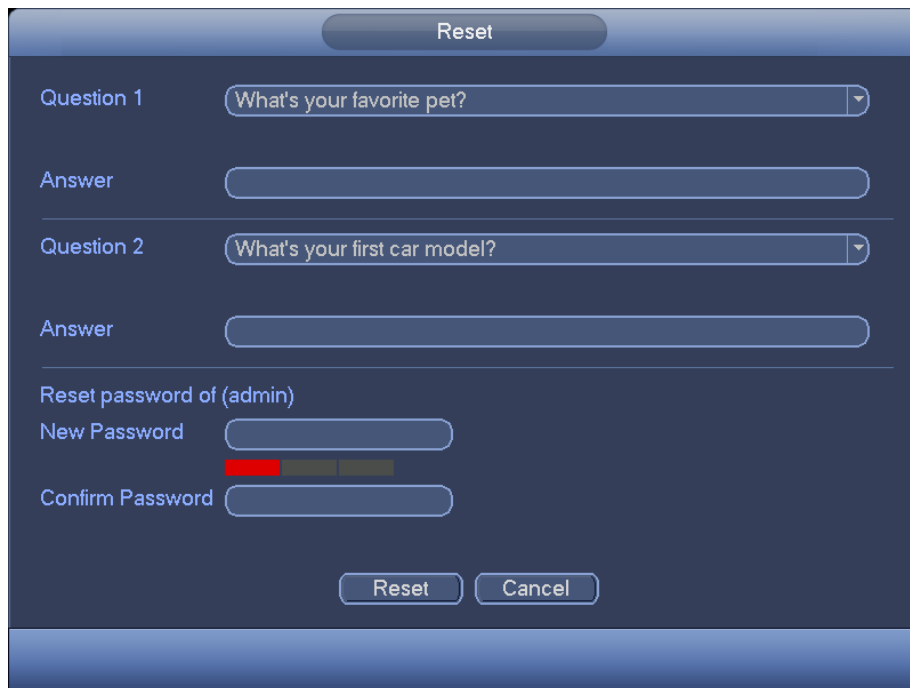 Reset
Question 1 What's your favorite pet?
Answer
Question 2 What's your first car model?
Answer
Reset password of (admin)
New Password
Confirm Password
Reset Cancel